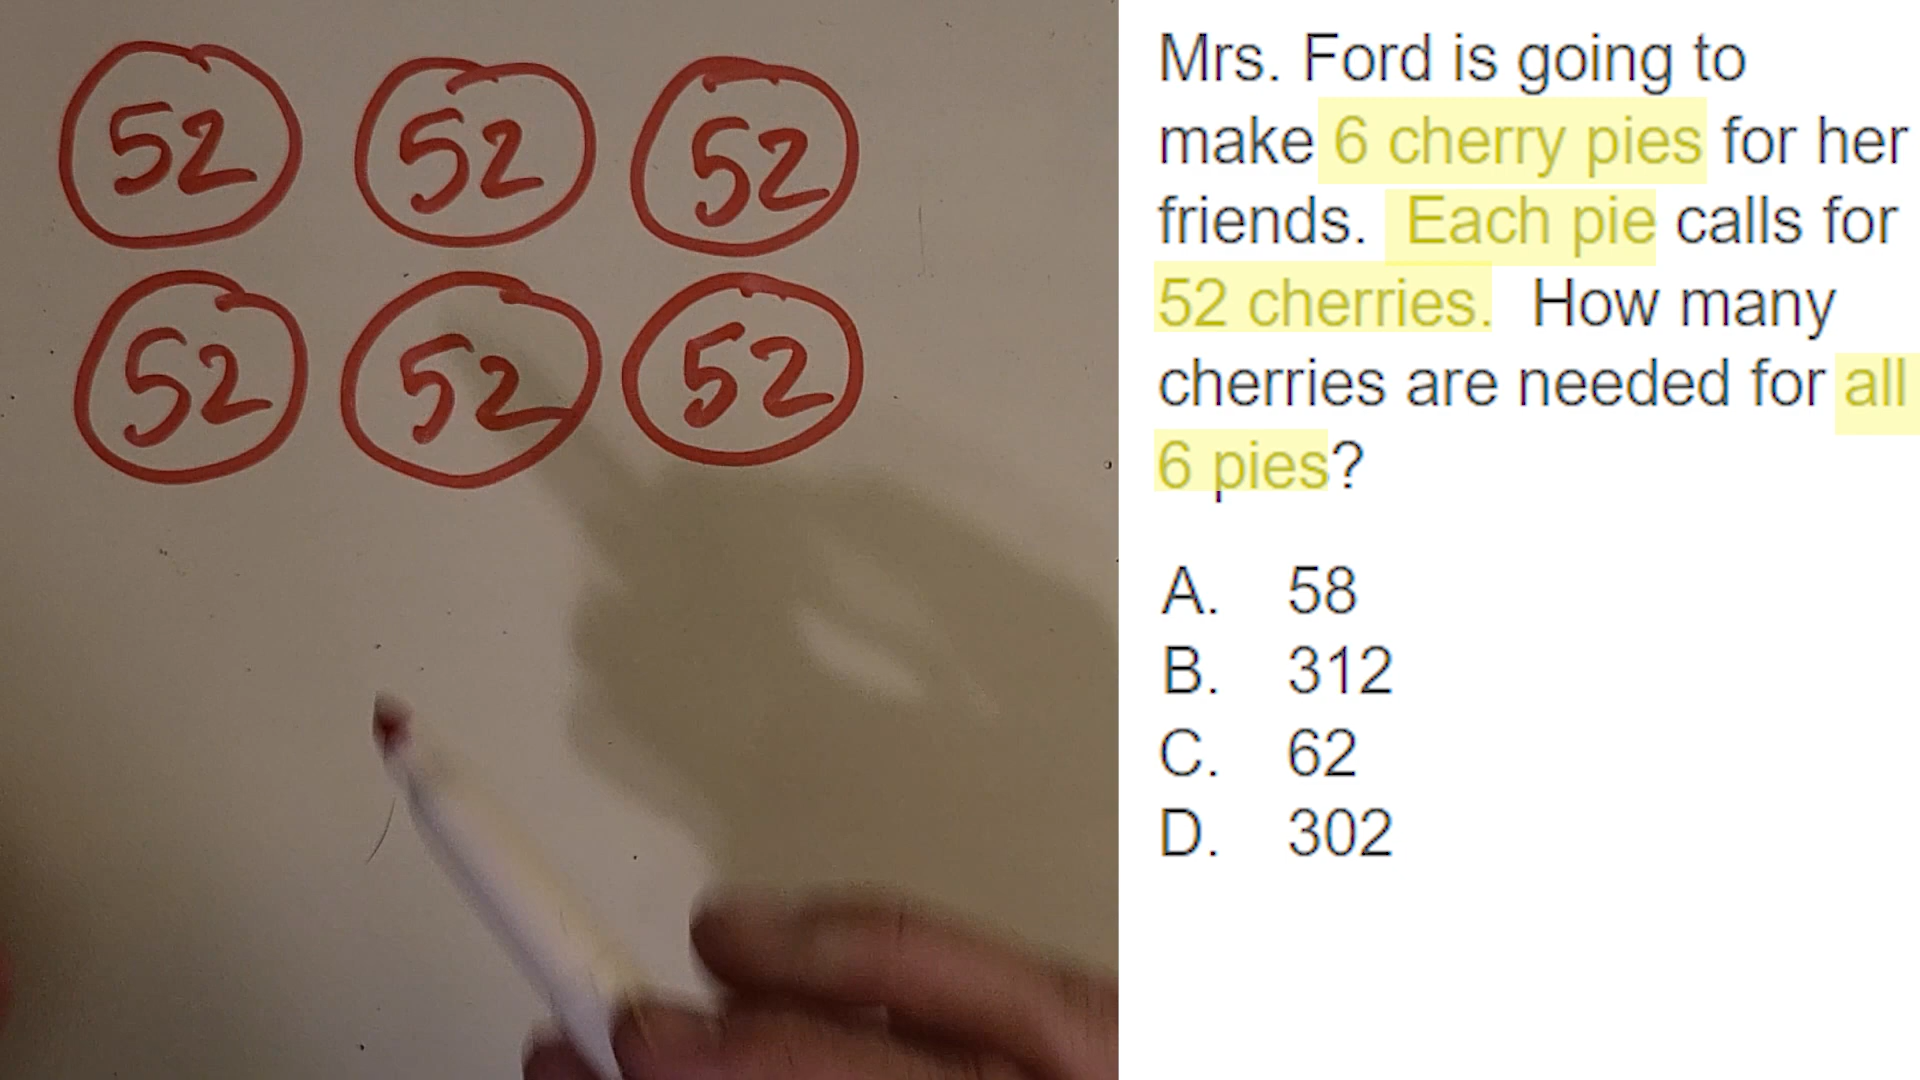 52 52 52
52 52 52
Mrs. Ford is going to
make 6 cherry pies for her
friends. Each pie calls for
52 cherries. How many
cherries are needed for all
6 pies?
A. 58
B. 312
C. 62
D. 302